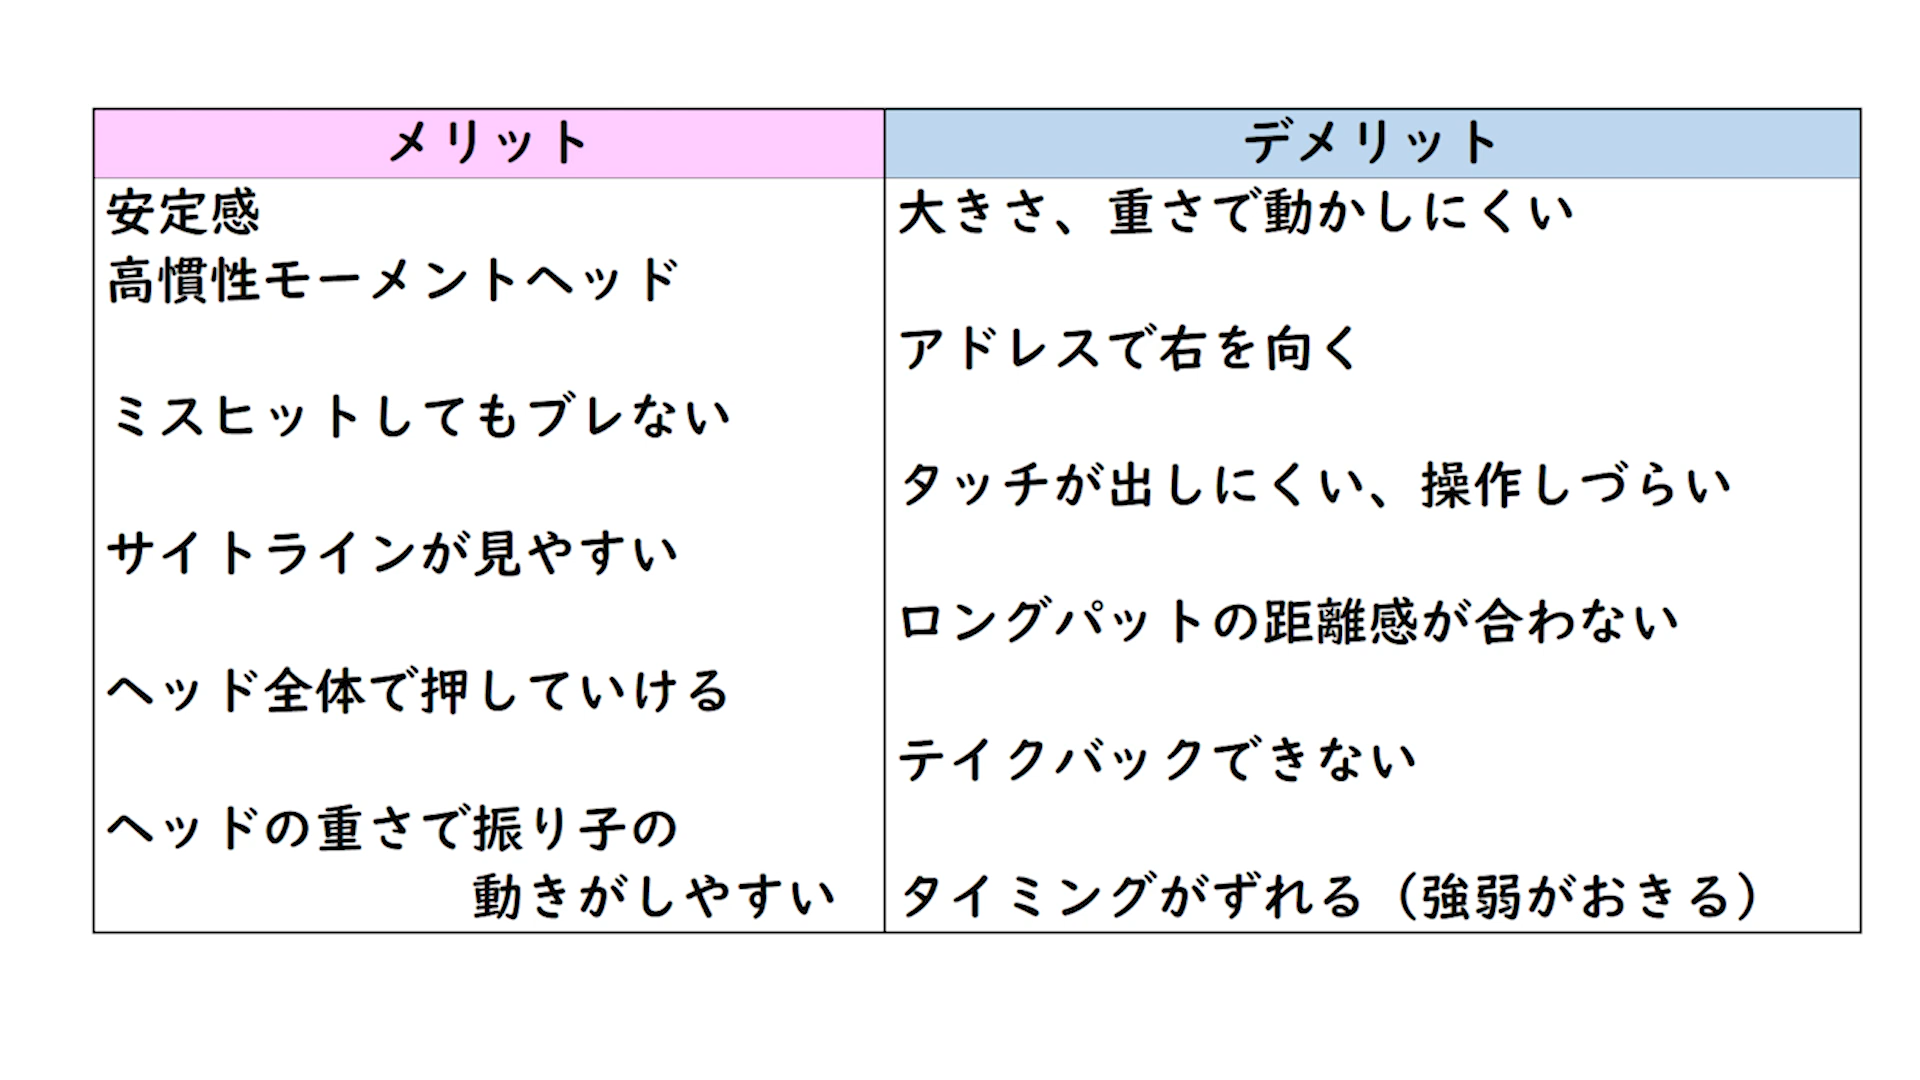 メリット
デメリット
安定感
高慣性モーメントヘッド
ミスヒットしてもブレない
サイトラインが見やすい
ヘッド全体で押していける
ヘッドの重さで振り子の
動きがしやすい
大きさ、重さで動かしにくい
アドレスで右を向く
タッチが出しにくい、操作しづらい
ロングパットの距離感が合わない
テイクバックできない
タイミングがずれる（強弱がおきる）